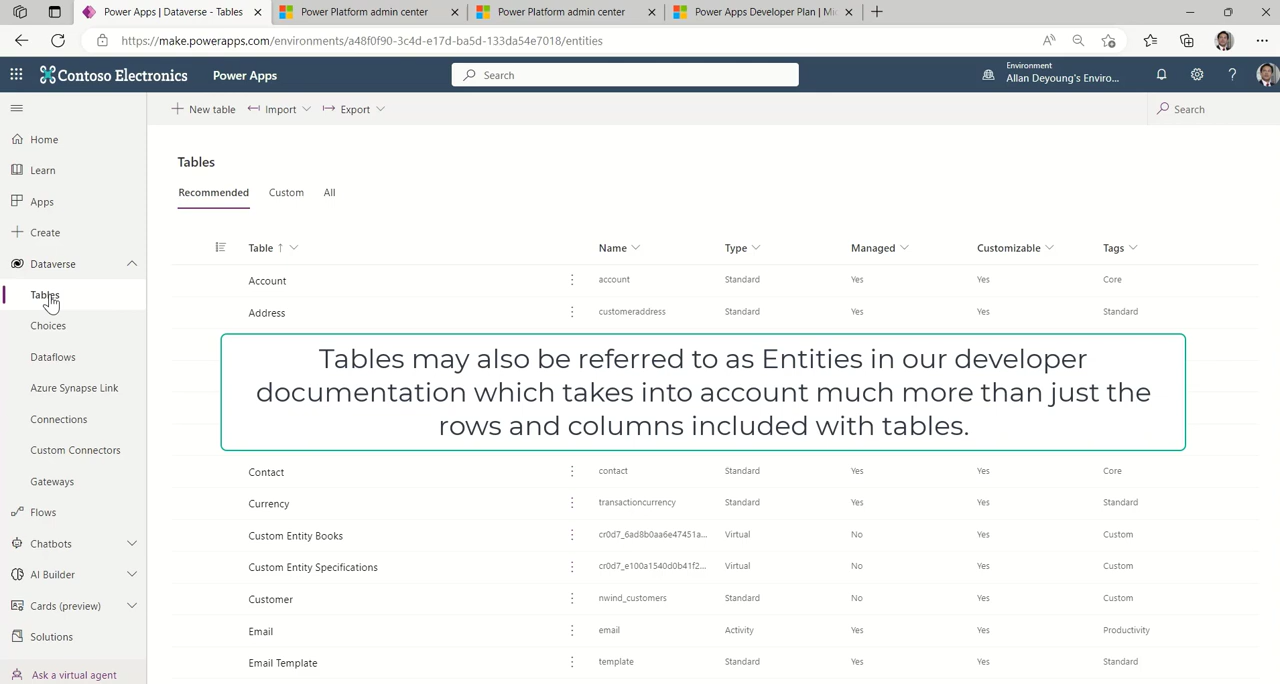 Power Apps | Dataverse - Tables
Power Platform admin center
Power Platform admin center
Power Apps Developer Plan | Mi
https://make.powerapps.com/environments/a48f0f90-3c4d-e17d-ba5d-133da54e7018/entities
Contoso Electronics
Power Apps
Search
Environment
Allan Deyoung's Enviro...
New table
Import
Export
Search
Home
Learn
Apps
Create
Dataverse
Tables
Choices
Dataflows
Azure Synapse Link
Connections
Custom Connectors
Gateways
Flows
Chatbots
AI Builder
Cards (preview)
Solutions
Ask a virtual agent
Tables
Recommended Custom All
Table ↑ Name Type Managed Customizable Tags
Account account Standard Yes Yes Core
Address customeraddress Standard Yes Yes Standard
Tables may also be referred to as Entities in our developer
documentation which takes into account much more than just the
rows and columns included with tables.
Contact contact Standard Yes Yes Core
Currency transactioncurrency Standard Yes Yes Standard
Custom Entity Books cr0d7_6ad8b0aa6e47451a... Virtual No Yes Custom
Custom Entity Specifications cr0d7_e100a1540d0b41f2... Virtual No Yes Custom
Customer nwind_customers Standard No Yes Custom
Email email Activity Yes Yes Productivity
Email Template template Standard Yes Yes Standard